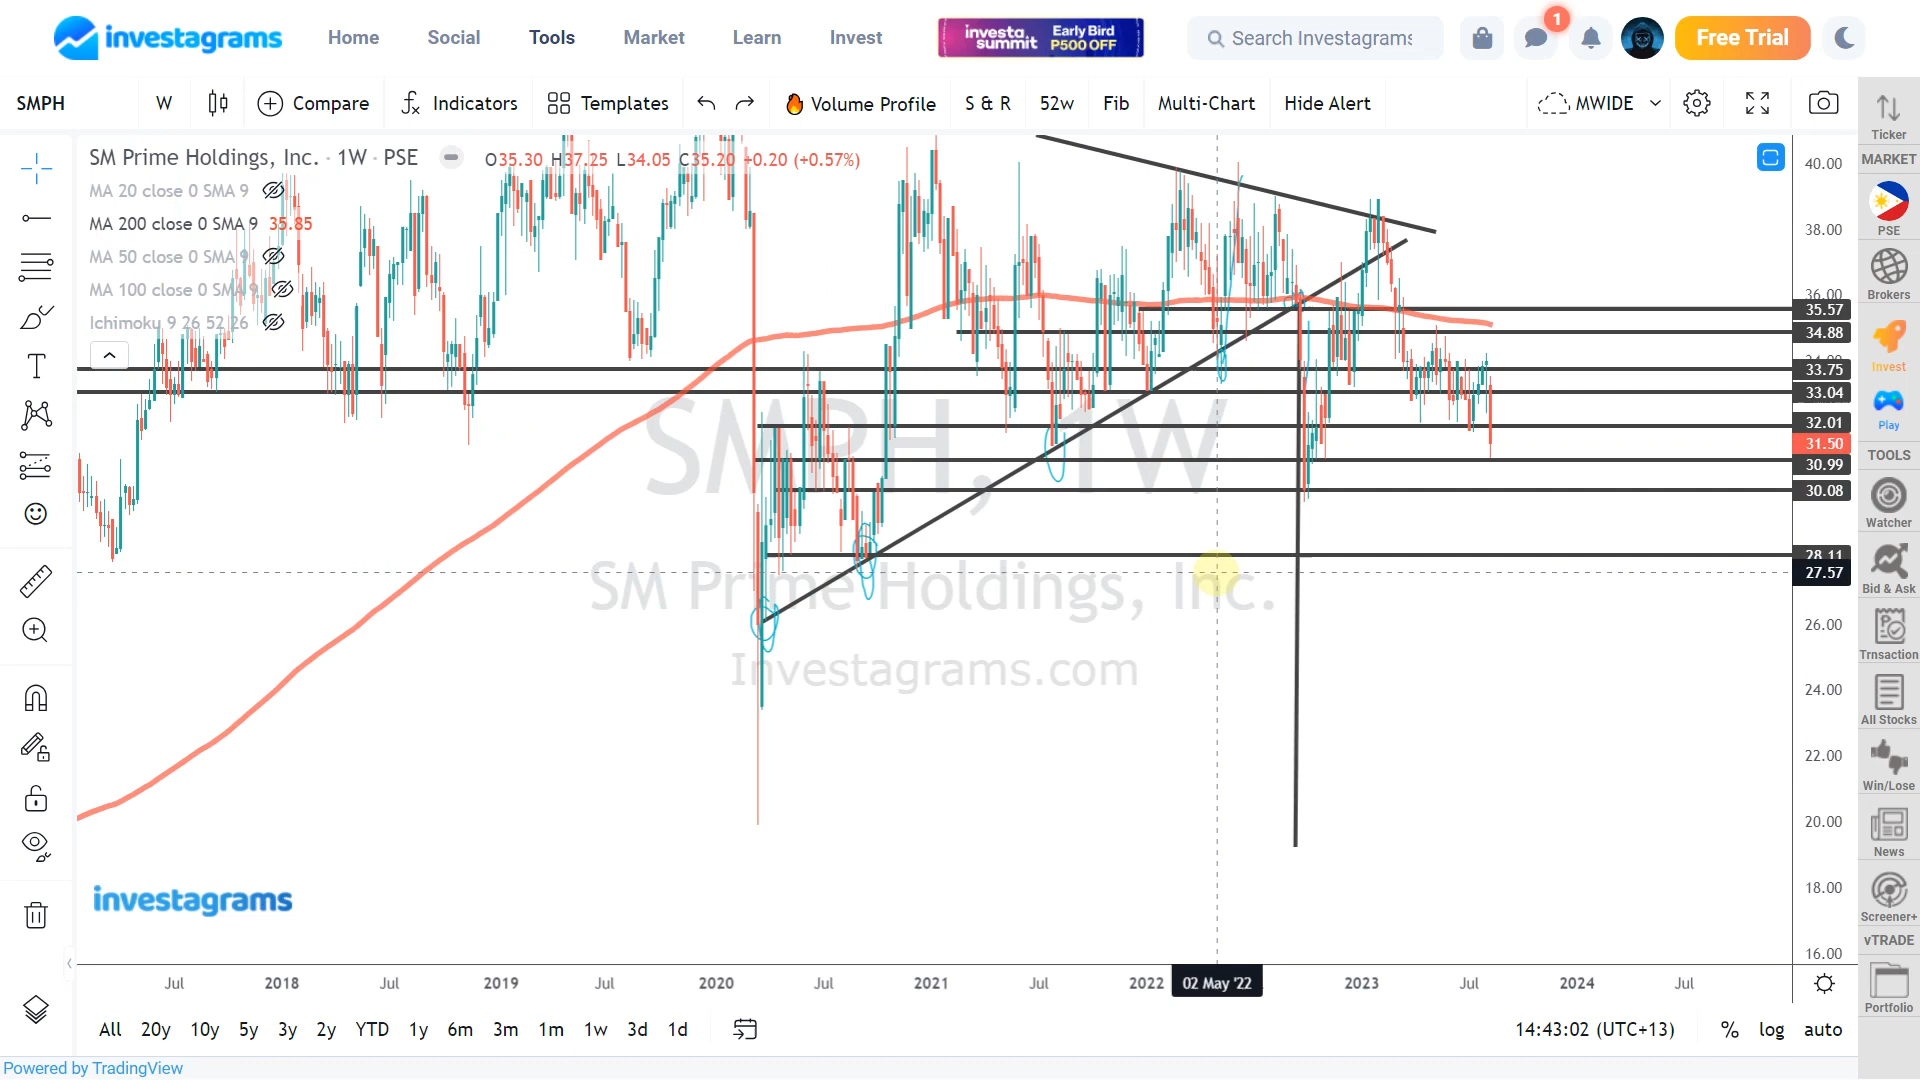 investagrams Home Social Tools Market Learn Invest investa summit Early Bird P500 OFF Search Investagrams 1 Free Trial
SMPH W Compare Indicators Templates Volume Profile S & R 52w Fib Multi-Chart Hide Alert MWIDE
SM Prime Holdings, Inc. · 1W · PSE O35.30 H37.25 L34.05 C35.20 +0.20 (+0.57%)
MA 20 close 0 SMA 9
MA 200 close 0 SMA 9 35.85
MA 50 close 0 SMA 9
MA 100 close 0 SMA 9
Ichimoku 9 26 52 26
SMPH, 1W
SM Prime Holdings, Inc.
Investagrams.com
investagrams
40.00
38.00
36.00
35.57
34.88
33.75
33.04
32.01
31.50
30.99
30.08
28.11
27.57
26.00
24.00
22.00
20.00
18.00
16.00
Jul 2018 Jul 2019 Jul 2020 Jul 2021 Jul 2022 02 May '22 2023 Jul 2024 Jul
All 20y 10y 5y 3y 2y YTD 1y 6m 3m 1m 1w 3d 1d 14:43:02 (UTC+13) % log auto
Powered by TradingView
Ticker
MARKET
PSE
Brokers
Invest
Play
TOOLS
Watcher
Bid & Ask
Trnsaction
All Stocks
Win/Lose
News
Screener+
vTRADE
Portfolio